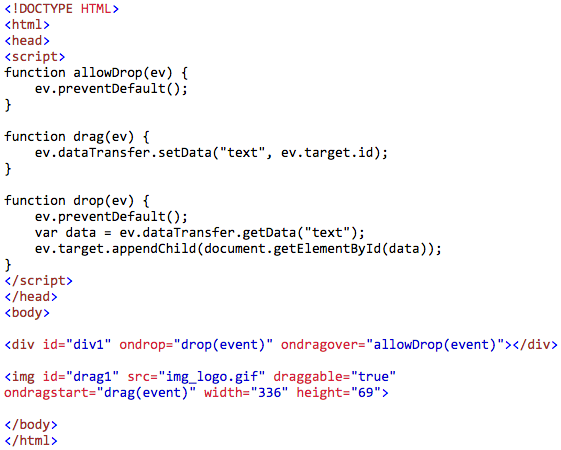 <!DOCTYPE HTML>
<html>
<head>
<script>
function allowDrop(ev) {
    ev.preventDefault();
}

function drag(ev) {
    ev.dataTransfer.setData("text", ev.target.id);
}

function drop(ev) {
    ev.preventDefault();
    var data = ev.dataTransfer.getData("text");
    ev.target.appendChild(document.getElementById(data));
}
</script>
</head>
<body>

<div id="div1" ondrop="drop(event)" ondragover="allowDrop(event)"></div>

<img id="drag1" src="img_logo.gif" draggable="true"
ondragstart="drag(event)" width="336" height="69">

</body>
</html>